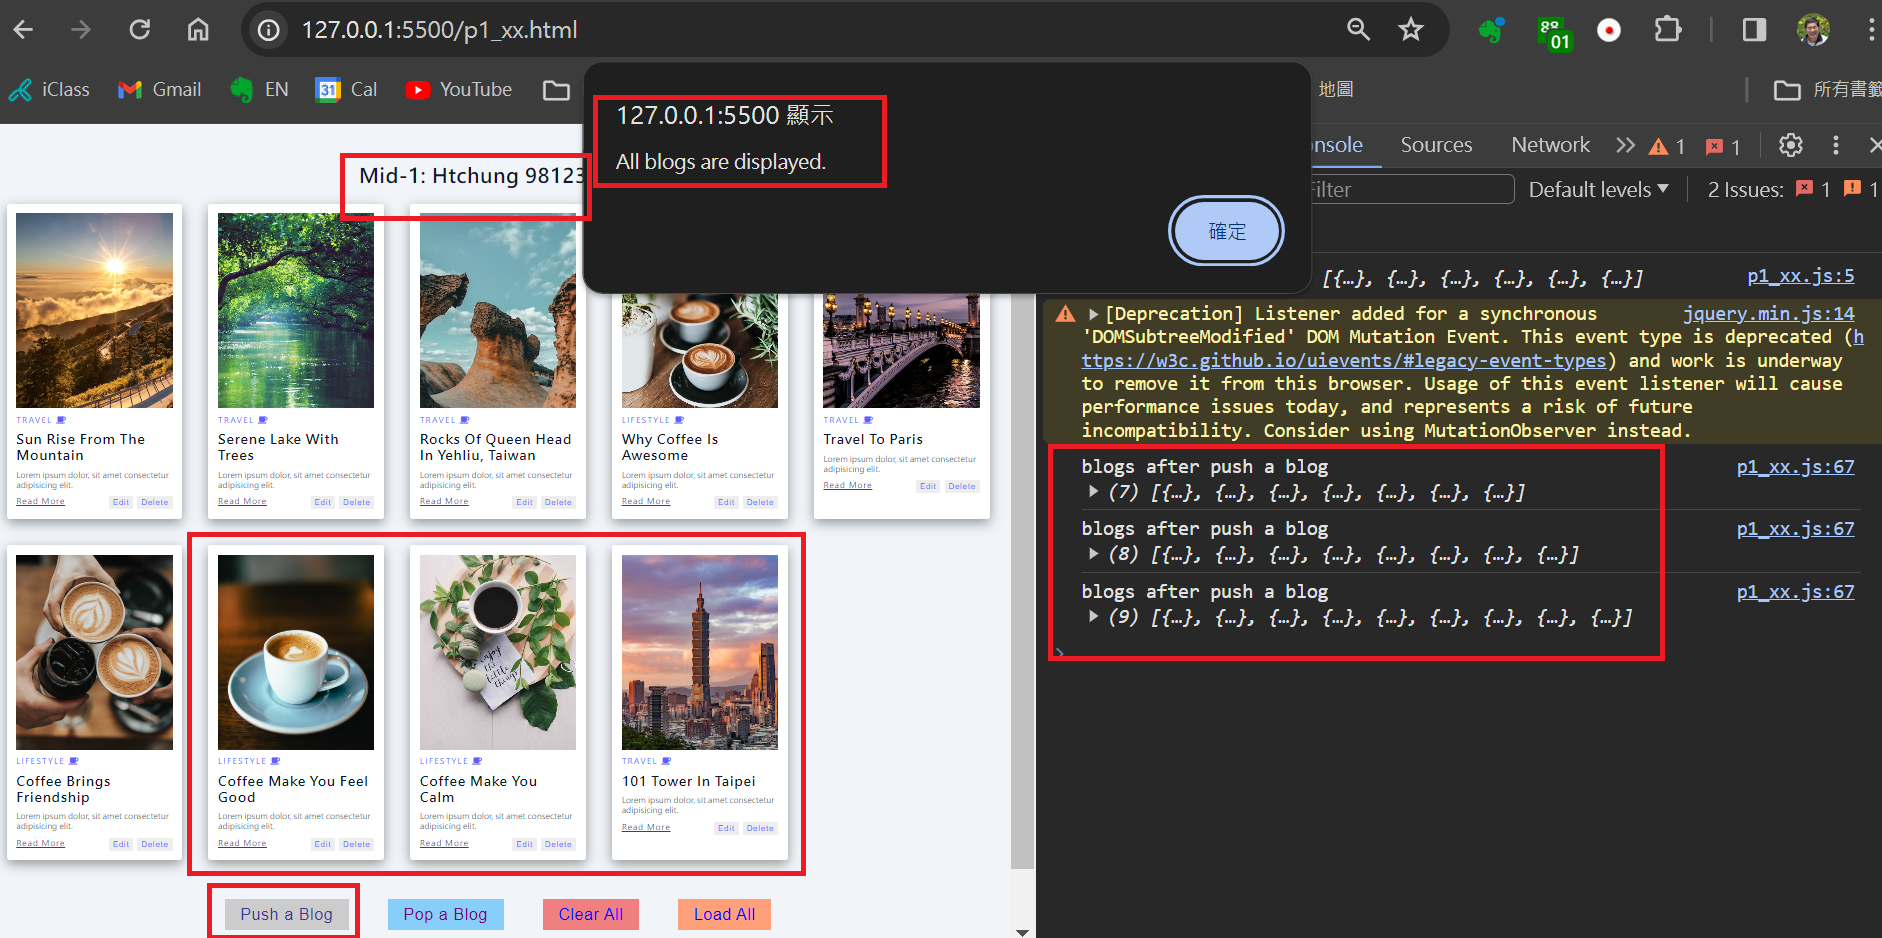 127.0.0.1:5500/p1_xx.html
88
01
iClass
Gmail
EN
31
Cal
YouTube
地圖
所有書籤
127.0.0.1:5500 顯示
All blogs are displayed.
確定
Mid-1: Htchung 98123
TRAVEL
Sun Rise From The
Mountain
Lorem ipsum dolor, sit amet consectetur
adipisicing elit.
Read More
Edit
Delete
TRAVEL
Serene Lake With
Trees
Lorem ipsum dolor, sit amet consectetur
adipisicing elit.
Read More
Edit
Delete
TRAVEL
Rocks Of Queen Head
In Yehliu, Taiwan
Lorem ipsum dolor, sit amet consectetur
adipisicing elit.
Read More
Edit
Delete
LIFESTYLE
Why Coffee Is
Awesome
Lorem ipsum dolor, sit amet consectetur
adipisicing elit.
Read More
Edit
Delete
TRAVEL
Travel To Paris
Lorem ipsum dolor, sit amet consectetur
adipisicing elit.
Read More
Edit
Delete
LIFESTYLE
Coffee Brings
Friendship
Lorem ipsum dolor, sit amet consectetur
adipisicing elit.
Read More
Edit
Delete
LIFESTYLE
Coffee Make You Feel
Good
Lorem ipsum dolor, sit amet consectetur
adipisicing elit.
Read More
Edit
Delete
enjoy
the
little
things
LIFESTYLE
Coffee Make You
Calm
Lorem ipsum dolor, sit amet consectetur
adipisicing elit.
Read More
Edit
Delete
TRAVEL
101 Tower In Taipei
Lorem ipsum dolor, sit amet consectetur
adipisicing elit.
Read More
Edit
Delete
Push a Blog
Pop a Blog
Clear All
Load All
nsole
Sources
Network
1
1
Filter
Default levels
2 Issues:
1
1
[{…}, {…}, {…}, {…}, {…}, {…}]
p1_xx.js:5
[Deprecation] Listener added for a synchronous
jquery.min.js:14
'DOMSubtreeModified' DOM Mutation Event. This event type is deprecated (h
ttps://w3c.github.io/uievents/#legacy-event-types) and work is underway
to remove it from this browser. Usage of this event listener will cause
performance issues today, and represents a risk of future
incompatibility. Consider using MutationObserver instead.
blogs after push a blog
p1_xx.js:67
(7) [{…}, {…}, {…}, {…}, {…}, {…}, {…}]
blogs after push a blog
p1_xx.js:67
(8) [{…}, {…}, {…}, {…}, {…}, {…}, {…}, {…}]
blogs after push a blog
p1_xx.js:67
(9) [{…}, {…}, {…}, {…}, {…}, {…}, {…}, {…}, {…}]